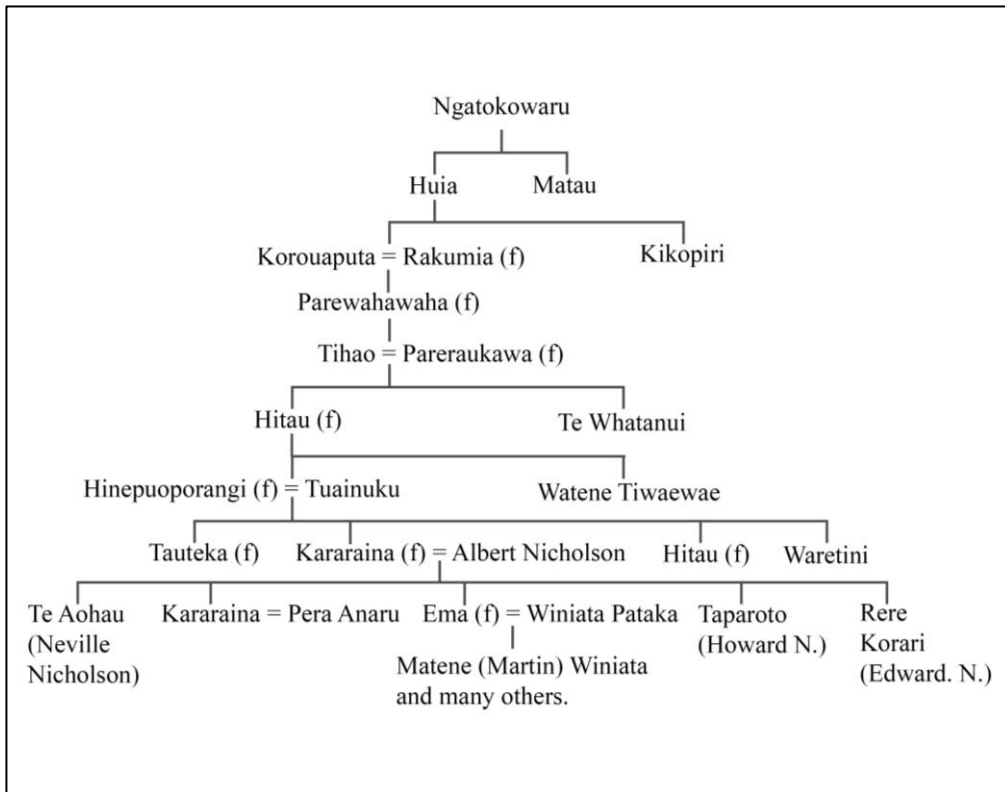 Ngatokowaru
Huia Matau
Korouaputa = Rakumia (f) Kikopiri
Parewahawaha (f)
Tihao = Pareraukawa (f)
Hitau (f) Te Whatanui
Hinepuoporangi (f) = Tuainuku Watene Tiwaewae
Tauteka (f) Kararaina (f) = Albert Nicholson Hitau (f) Waretini
Te Aohau
(Neville
Nicholson)
Kararaina = Pera Anaru
Ema (f) = Winiata Pataka
Matene (Martin) Winiata
and many others.
Taparoto
(Howard N.)
Rere
Korari
(Edward. N.)